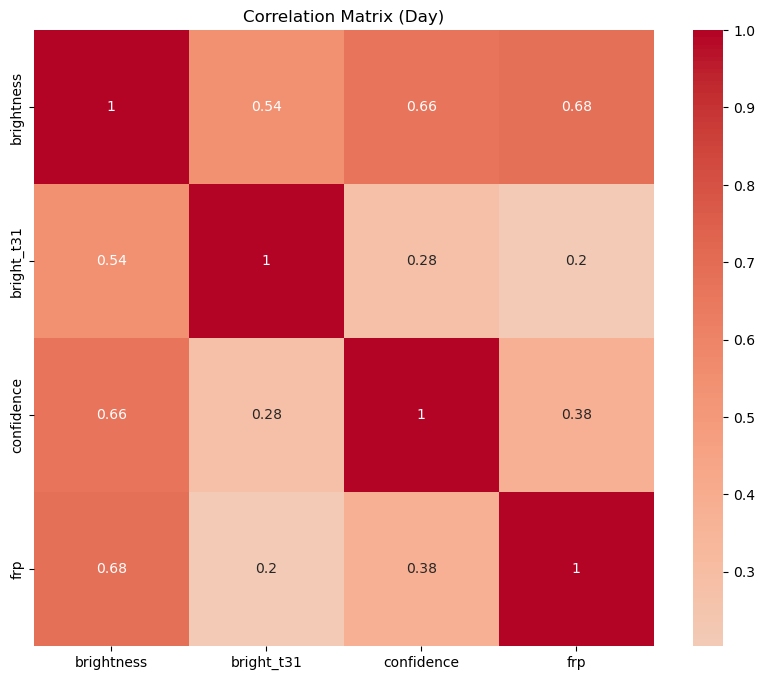 Correlation Matrix (Day)
brightness 1 0.54 0.66 0.68
bright_t31 0.54 1 0.28 0.2
confidence 0.66 0.28 1 0.38
frp 0.68 0.2 0.38 1
brightness bright_t31 confidence frp
1.0
0.9
0.8
0.7
0.6
0.5
0.4
0.3